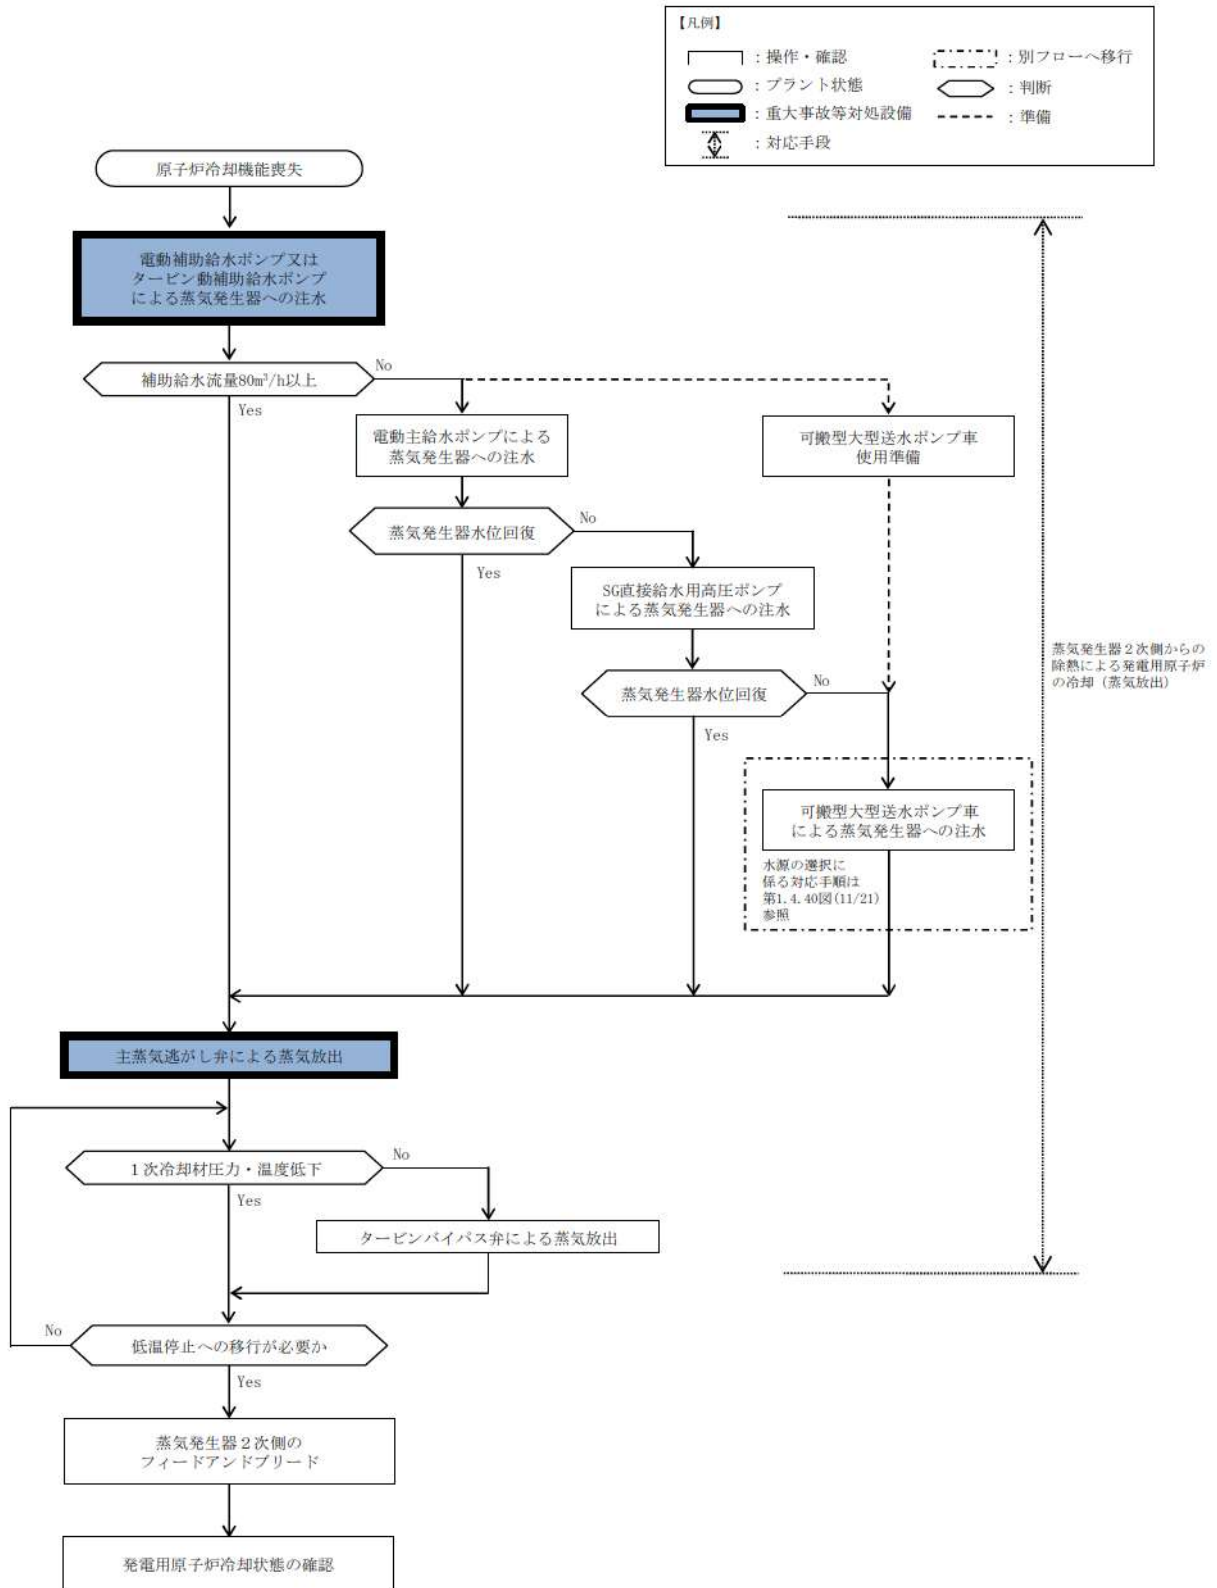 【凡例】
：操作・確認
：別フローへ移行
：プラント状態
：判断
：重大事故等対処設備
：準備
：対応手段
原子炉冷却機能喪失
電動補助給水ポンプ又は
タービン動補助給水ポンプ
による蒸気発生器への注水
補助給水流量80m³/h以上
No
Yes
電動主給水ポンプによる
蒸気発生器への注水
可搬型大型送水ポンプ車
使用準備
蒸気発生器水位回復
No
Yes
SG直接給水用高圧ポンプ
による蒸気発生器への注水
蒸気発生器水位回復
No
Yes
蒸気発生器２次側からの
除熱による発電用原子炉
の冷却（蒸気放出）
可搬型大型送水ポンプ車
による蒸気発生器への注水
水源の選択に
係る対応手順は
第1.4.40図(11/21)
参照
主蒸気逃がし弁による蒸気放出
１次冷却材圧力・温度低下
No
Yes
タービンバイパス弁による蒸気放出
低温停止への移行が必要か
No
Yes
蒸気発生器２次側の
フィードアンドブリード
発電用原子炉冷却状態の確認